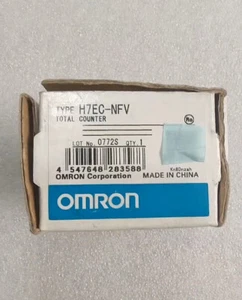 TYPE H7EC-NFV
TOTAL COUNTER
LOT No. 0772S QTY. 1
4 547648 283588
OMRON Corporation MADE IN CHINA
OMRON